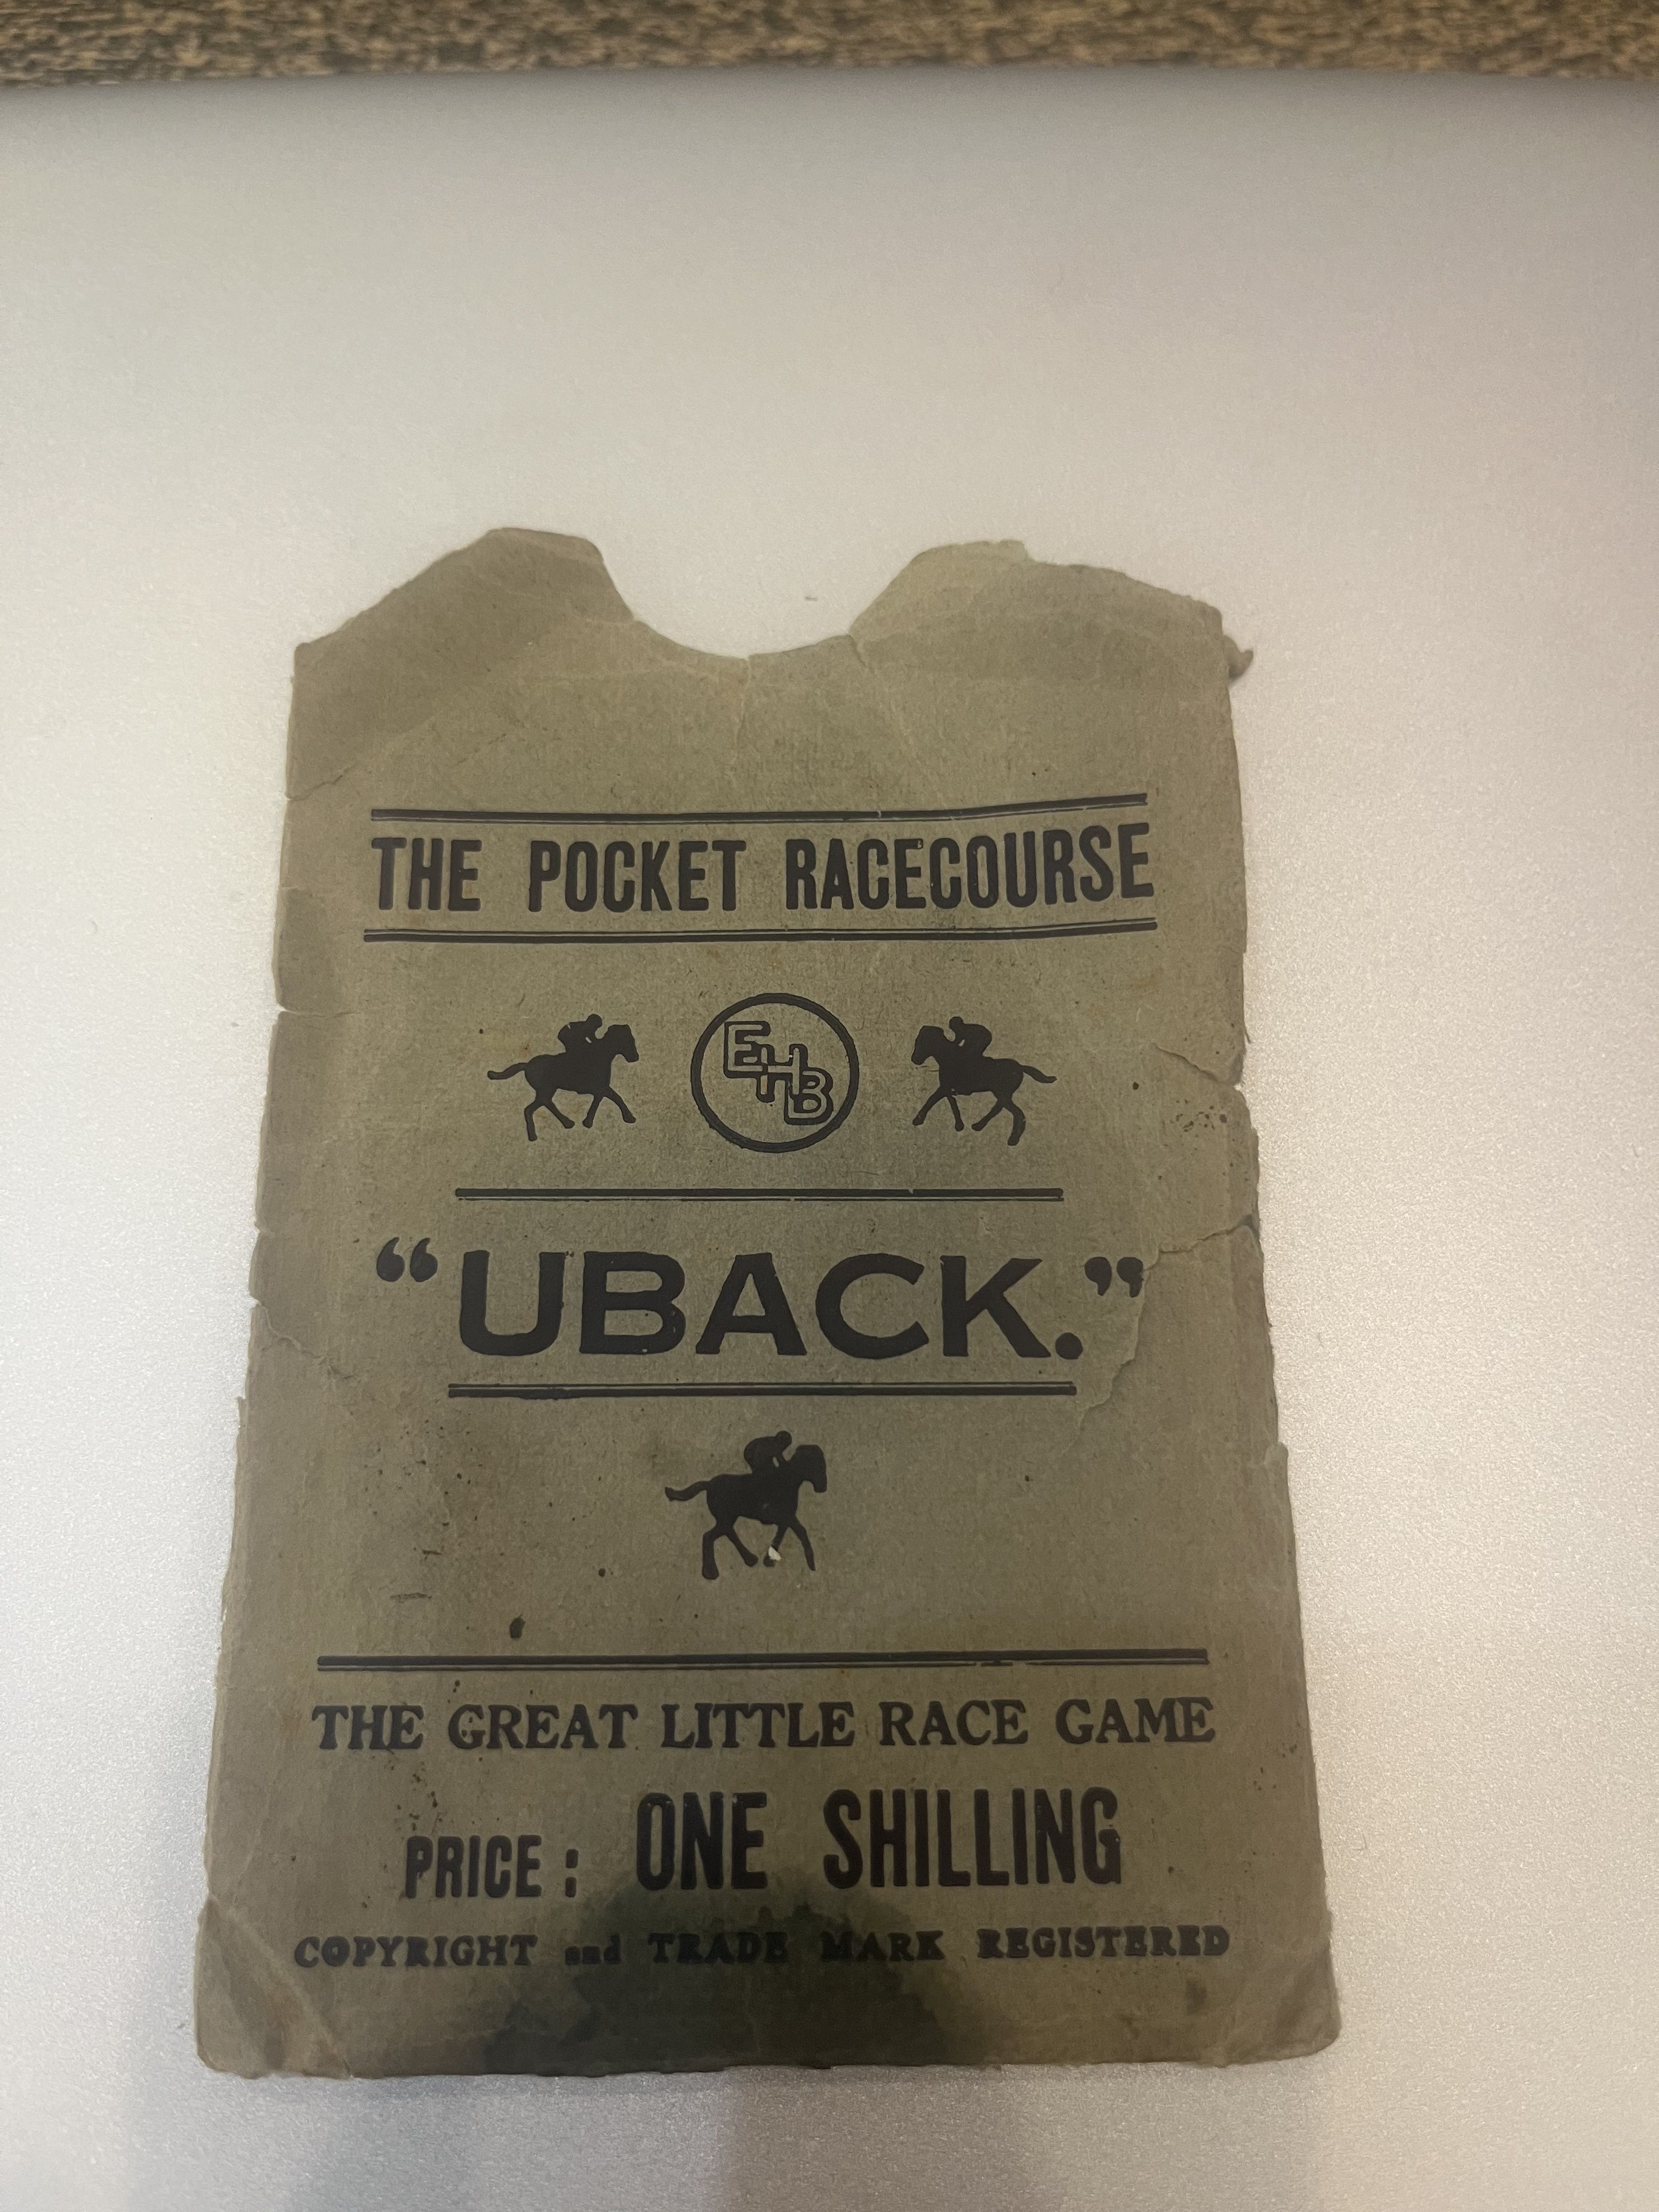 THE POCKET RACECOURSE
EHB
“UBACK.”
THE GREAT LITTLE RACE GAME
PRICE : ONE SHILLING
COPYRIGHT and TRADE MARK REGISTERED